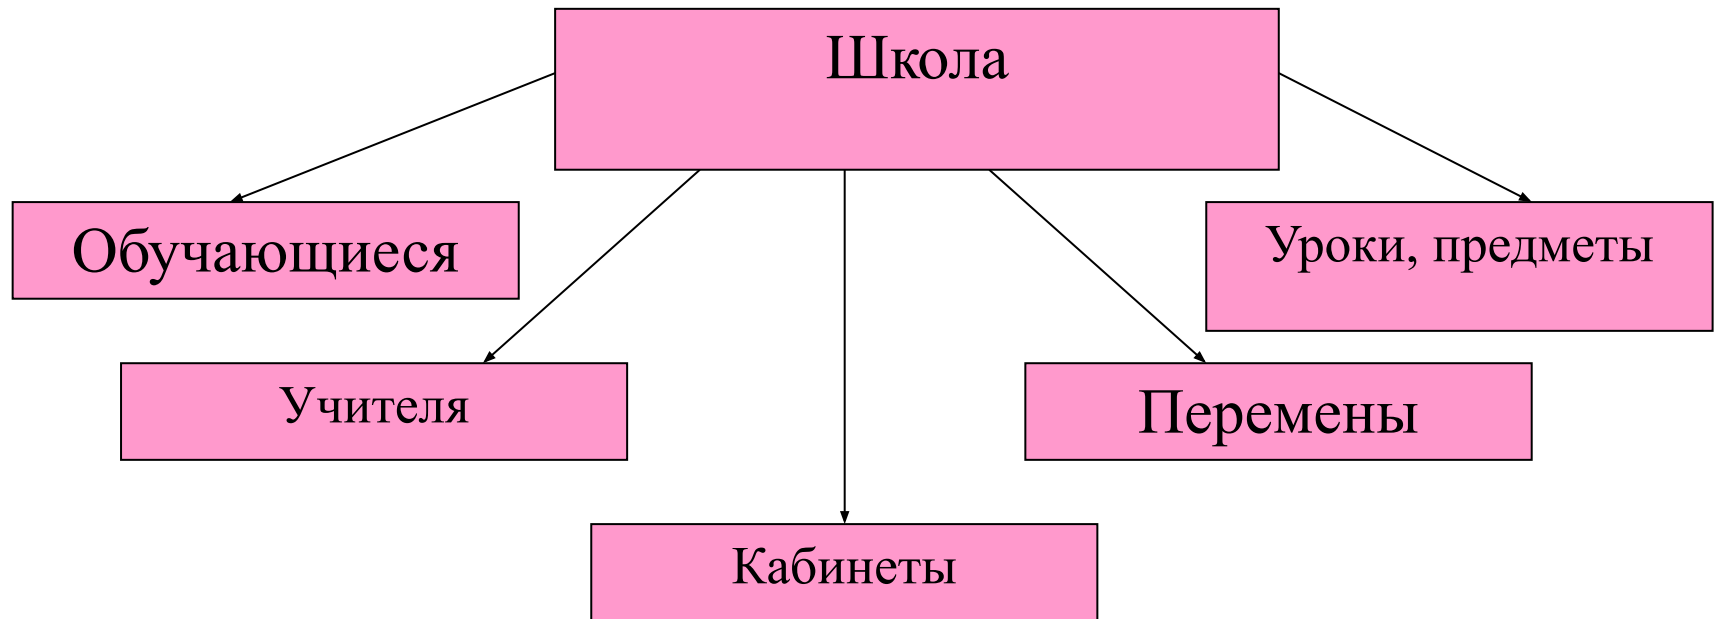 Школа
Обучающиеся
Уроки, предметы
Учителя
Перемены
Кабинеты